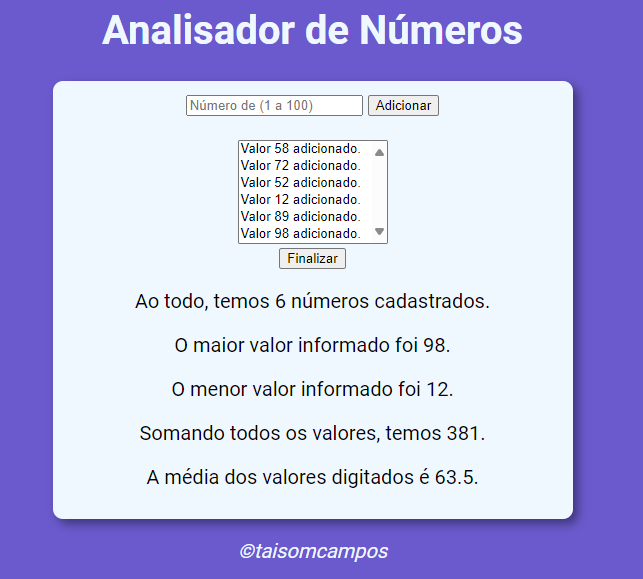 Analisador de Números
Número de (1 a 100) Adicionar
Valor 58 adicionado.
Valor 72 adicionado.
Valor 52 adicionado.
Valor 12 adicionado.
Valor 89 adicionado.
Valor 98 adicionado.
Finalizar
Ao todo, temos 6 números cadastrados.
O maior valor informado foi 98.
O menor valor informado foi 12.
Somando todos os valores, temos 381.
A média dos valores digitados é 63.5.
©taisomcampos